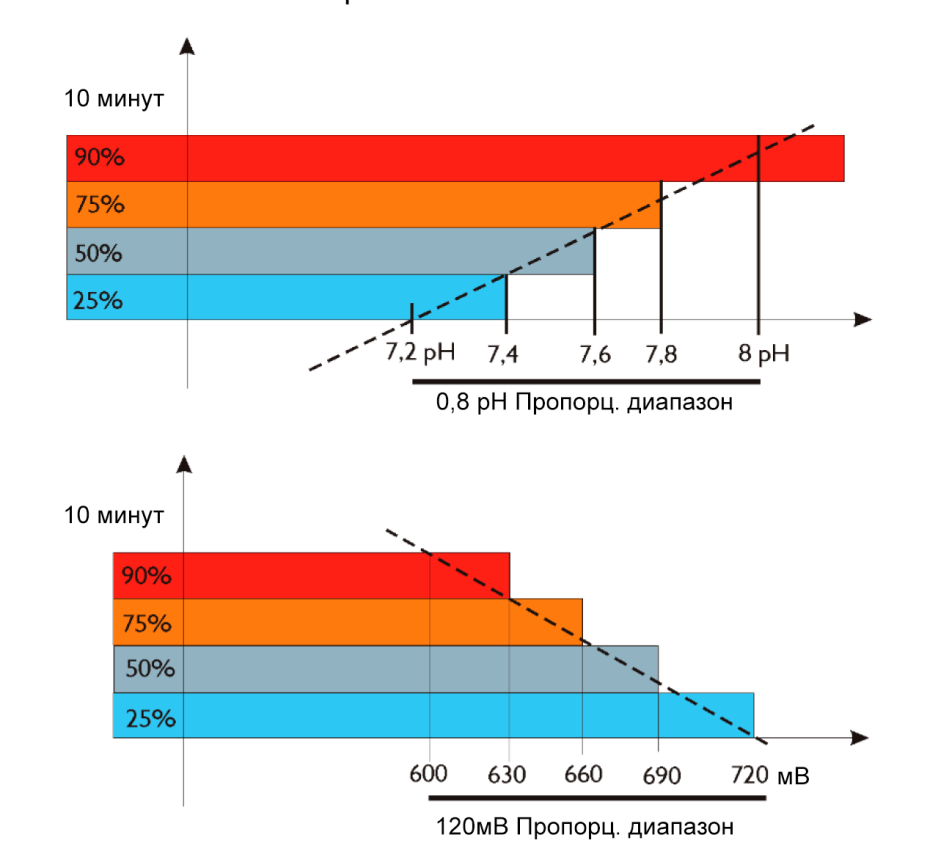 10 минут
90%
75%
50%
25%
7,2 pH 7,4 7,6 7,8 8 pH
0,8 pH Пропорц. диапазон
10 минут
90%
75%
50%
25%
600 630 660 690 720 мВ
120мВ Пропорц. диапазон